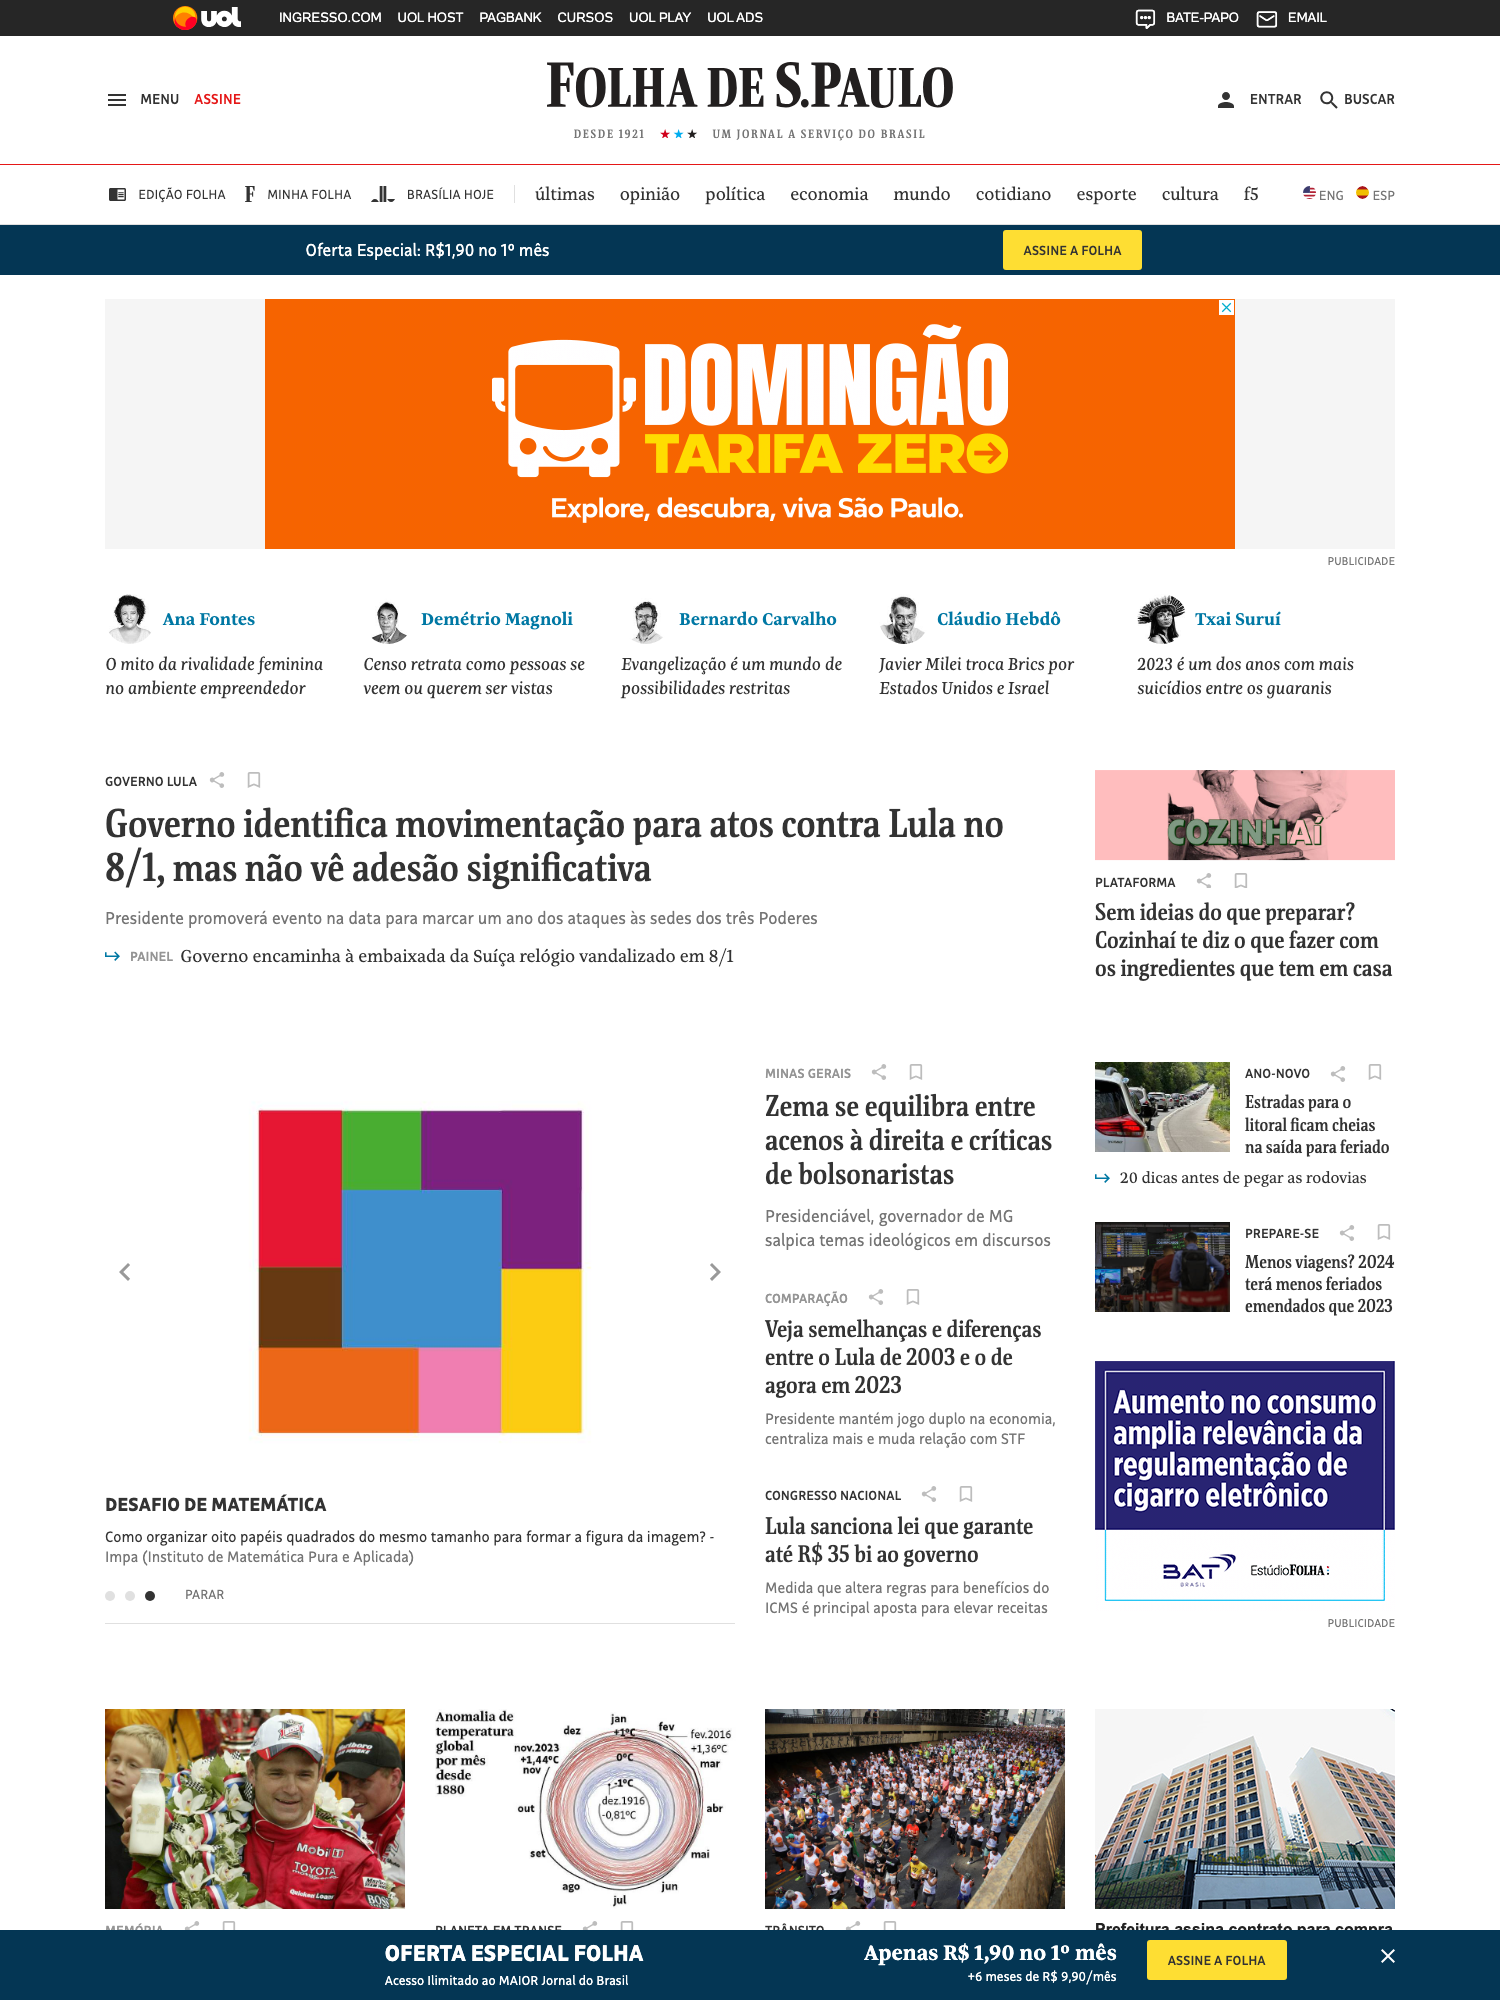 uol INGRESSO.COM UOL HOST PAGBANK CURSOS UOL PLAY UOL ADS BATE-PAPO EMAIL
MENU ASSINE FOLHA DE S.PAULO ENTRAR BUSCAR
DESDE 1921 ★★★ UM JORNAL A SERVIÇO DO BRASIL
EDIÇÃO FOLHA F MINHA FOLHA BRASÍLIA HOJE últimas opinião política economia mundo cotidiano esporte cultura f5 ENG ESP
Oferta Especial: R$1,90 no 1º mês ASSINE A FOLHA
DOMINGÃO
TARIFA ZERO
Explore, descubra, viva São Paulo.
PUBLICIDADE
Ana Fontes
O mito da rivalidade feminina
no ambiente empreendedor
Demétrio Magnoli
Censo retrata como pessoas se
veem ou querem ser vistas
Bernardo Carvalho
Evangelização é um mundo de
possibilidades restritas
Cláudio Hebdô
Javier Milei troca Brics por
Estados Unidos e Israel
Txai Suruí
2023 é um dos anos com mais
suicídios entre os guaranis
GOVERNO LULA
Governo identifica movimentação para atos contra Lula no
8/1, mas não vê adesão significativa
Presidente promoverá evento na data para marcar um ano dos ataques às sedes dos três Poderes
PAINEL Governo encaminha à embaixada da Suíça relógio vandalizado em 8/1
COZINHAí
PLATAFORMA
Sem ideias do que preparar?
Cozinhaí te diz o que fazer com
os ingredientes que tem em casa
DESAFIO DE MATEMÁTICA
Como organizar oito papéis quadrados do mesmo tamanho para formar a figura da imagem? -
Impa (Instituto de Matemática Pura e Aplicada)
PARAR
MINAS GERAIS
Zema se equilibra entre
acenos à direita e críticas
de bolsonaristas
Presidenciável, governador de MG
salpica temas ideológicos em discursos
COMPARAÇÃO
Veja semelhanças e diferenças
entre o Lula de 2003 e o de
agora em 2023
Presidente mantém jogo duplo na economia,
centraliza mais e muda relação com STF
CONGRESSO NACIONAL
Lula sanciona lei que garante
até R$ 35 bi ao governo
Medida que altera regras para benefícios do
ICMS é principal aposta para elevar receitas
ANO-NOVO
Estradas para o
litoral ficam cheias
na saída para feriado
20 dicas antes de pegar as rodovias
PREPARE-SE
Menos viagens? 2024
terá menos feriados
emendados que 2023
Aumento no consumo
amplia relevância da
regulamentação de
cigarro eletrônico
BAT
BRASIL
EstúdioFOLHA
PUBLICIDADE
Mobil 1
TOYOTA
Marlboro
BOS
MEMÓRIA
Anomalia de
temperatura
global
por mês
desde
1880
jan
fev
mar
abr
mai
jun
jul
ago
set
out
nov
dez
nov.2023
+1,44ºC
fev.2016
+1,36ºC
+1ºC
0ºC
-1ºC
dez.1916
-0,81ºC
PLANETA EM TRANSE
TRÂNSITO
Prefeitura assina contrato para compra
OFERTA ESPECIAL FOLHA
Acesso Ilimitado ao MAIOR Jornal do Brasil
Apenas R$ 1,90 no 1º mês
+6 meses de R$ 9,90/mês
ASSINE A FOLHA